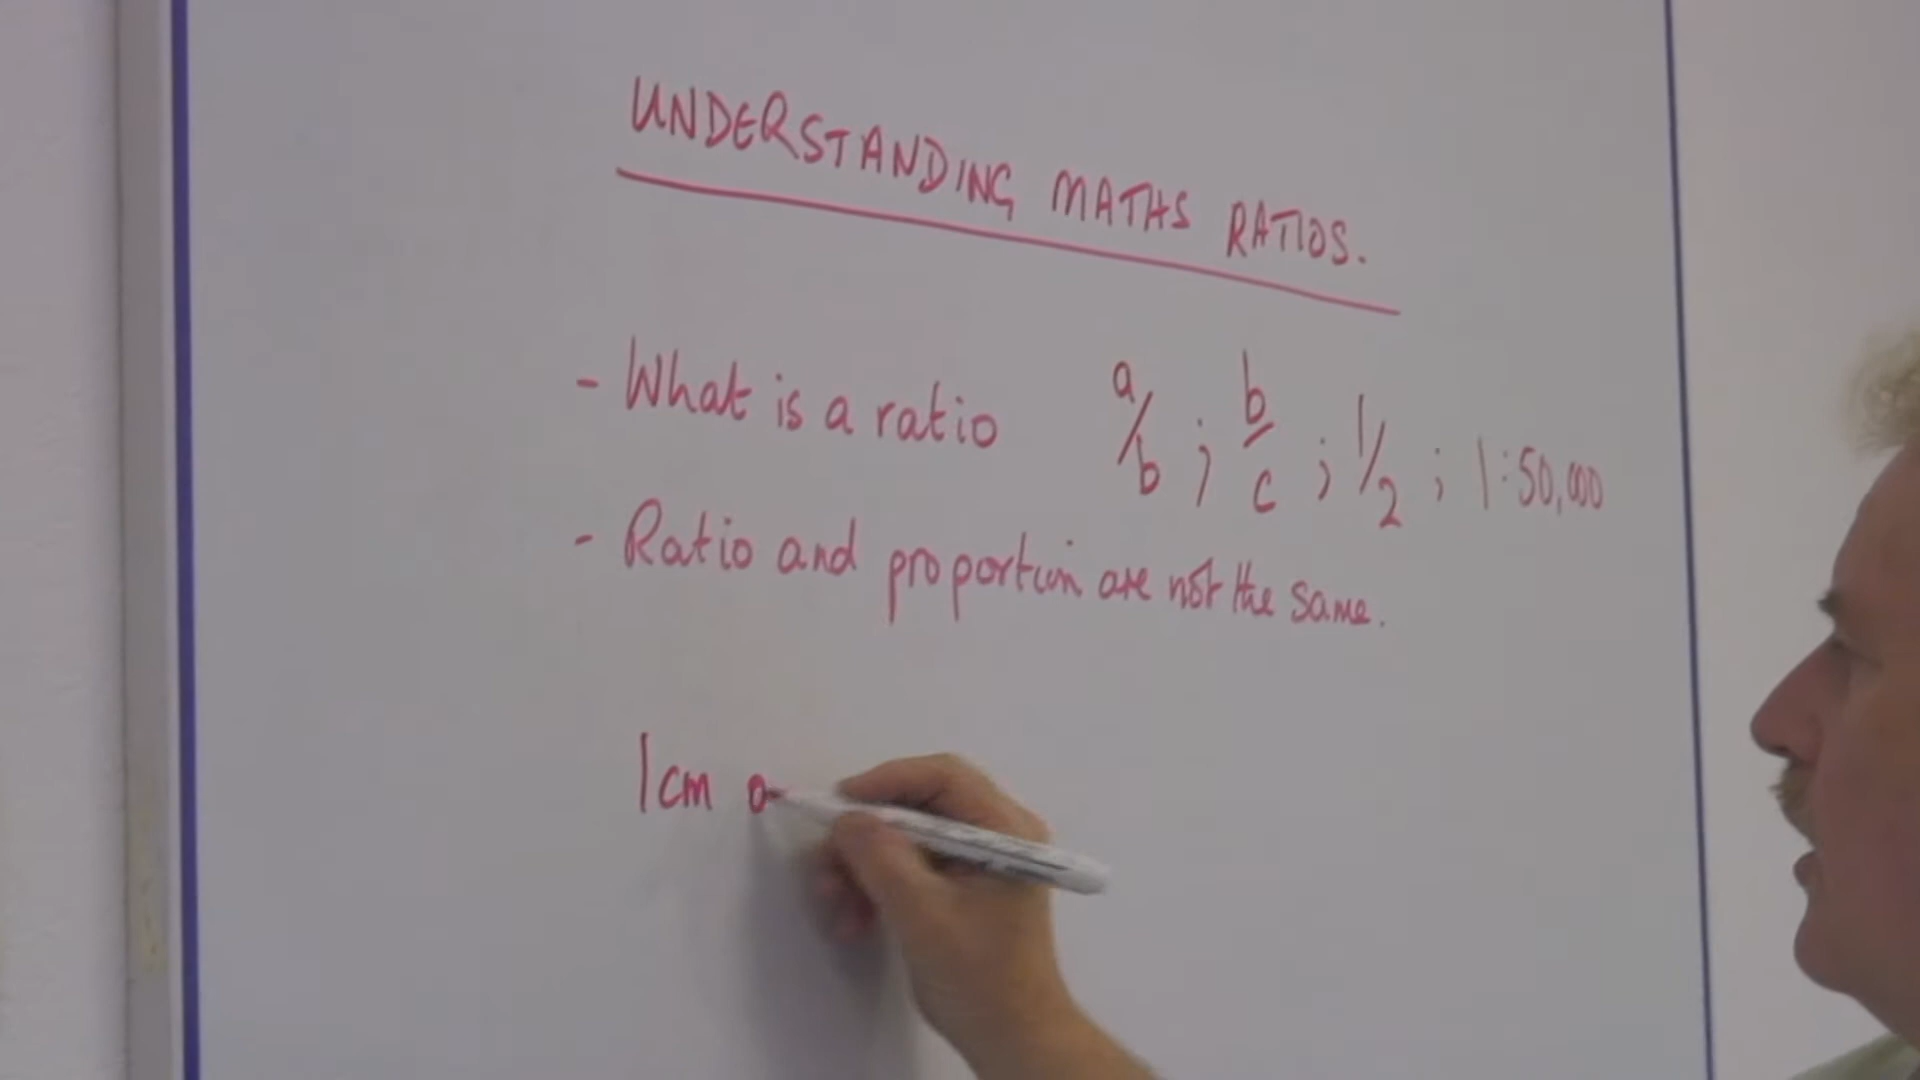 UNDERSTANDING MATHS RATIOS.
- What is a ratio a/b ; b/c ; 1/2 ; 1:50,000
- Ratio and proportion are not the same.
1cm o